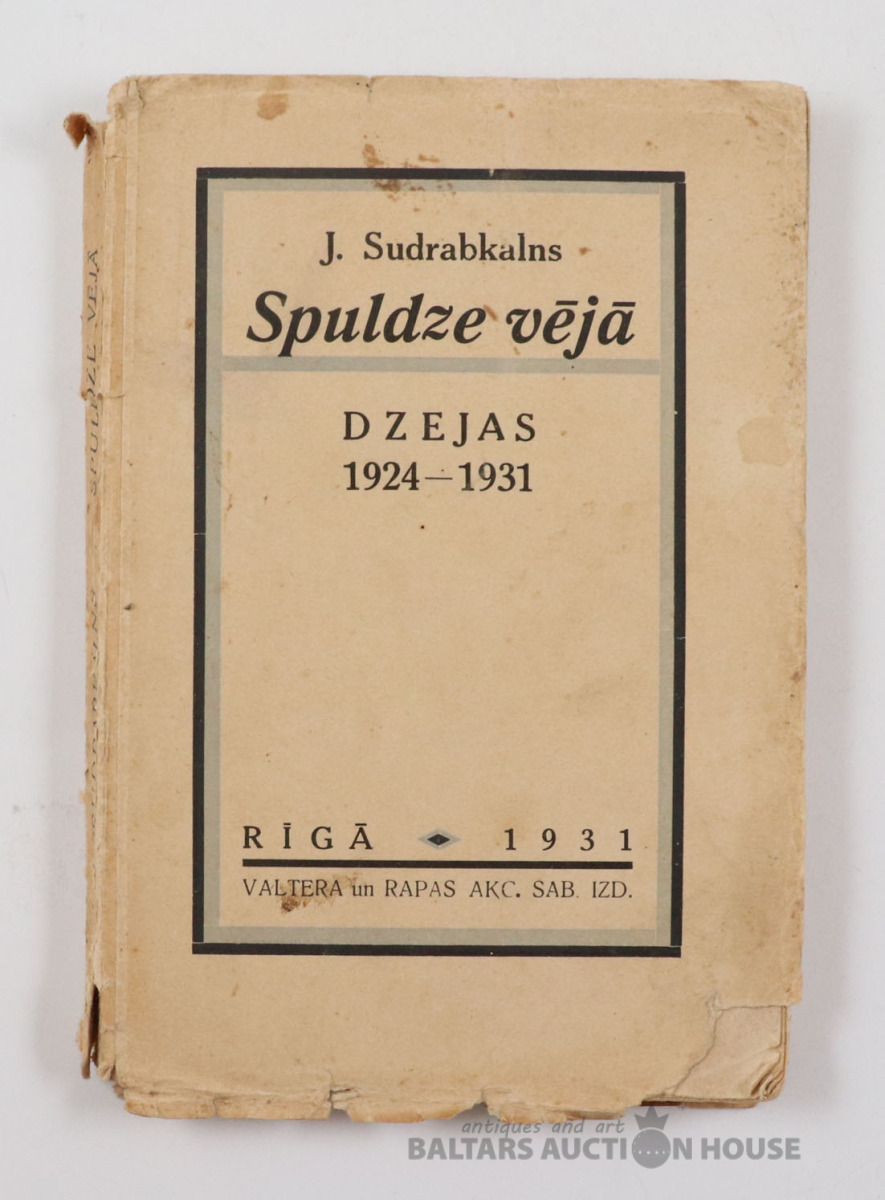 J. Sudrabkalns
Spuldze vējā
DZEJAS
1924—1931
RĪGĀ 1931
VALTERA un RAPAS AKC. SAB. IZD.
SPULDZE VĒJĀ
antiques and art
BALTARS AUCTION HOUSE